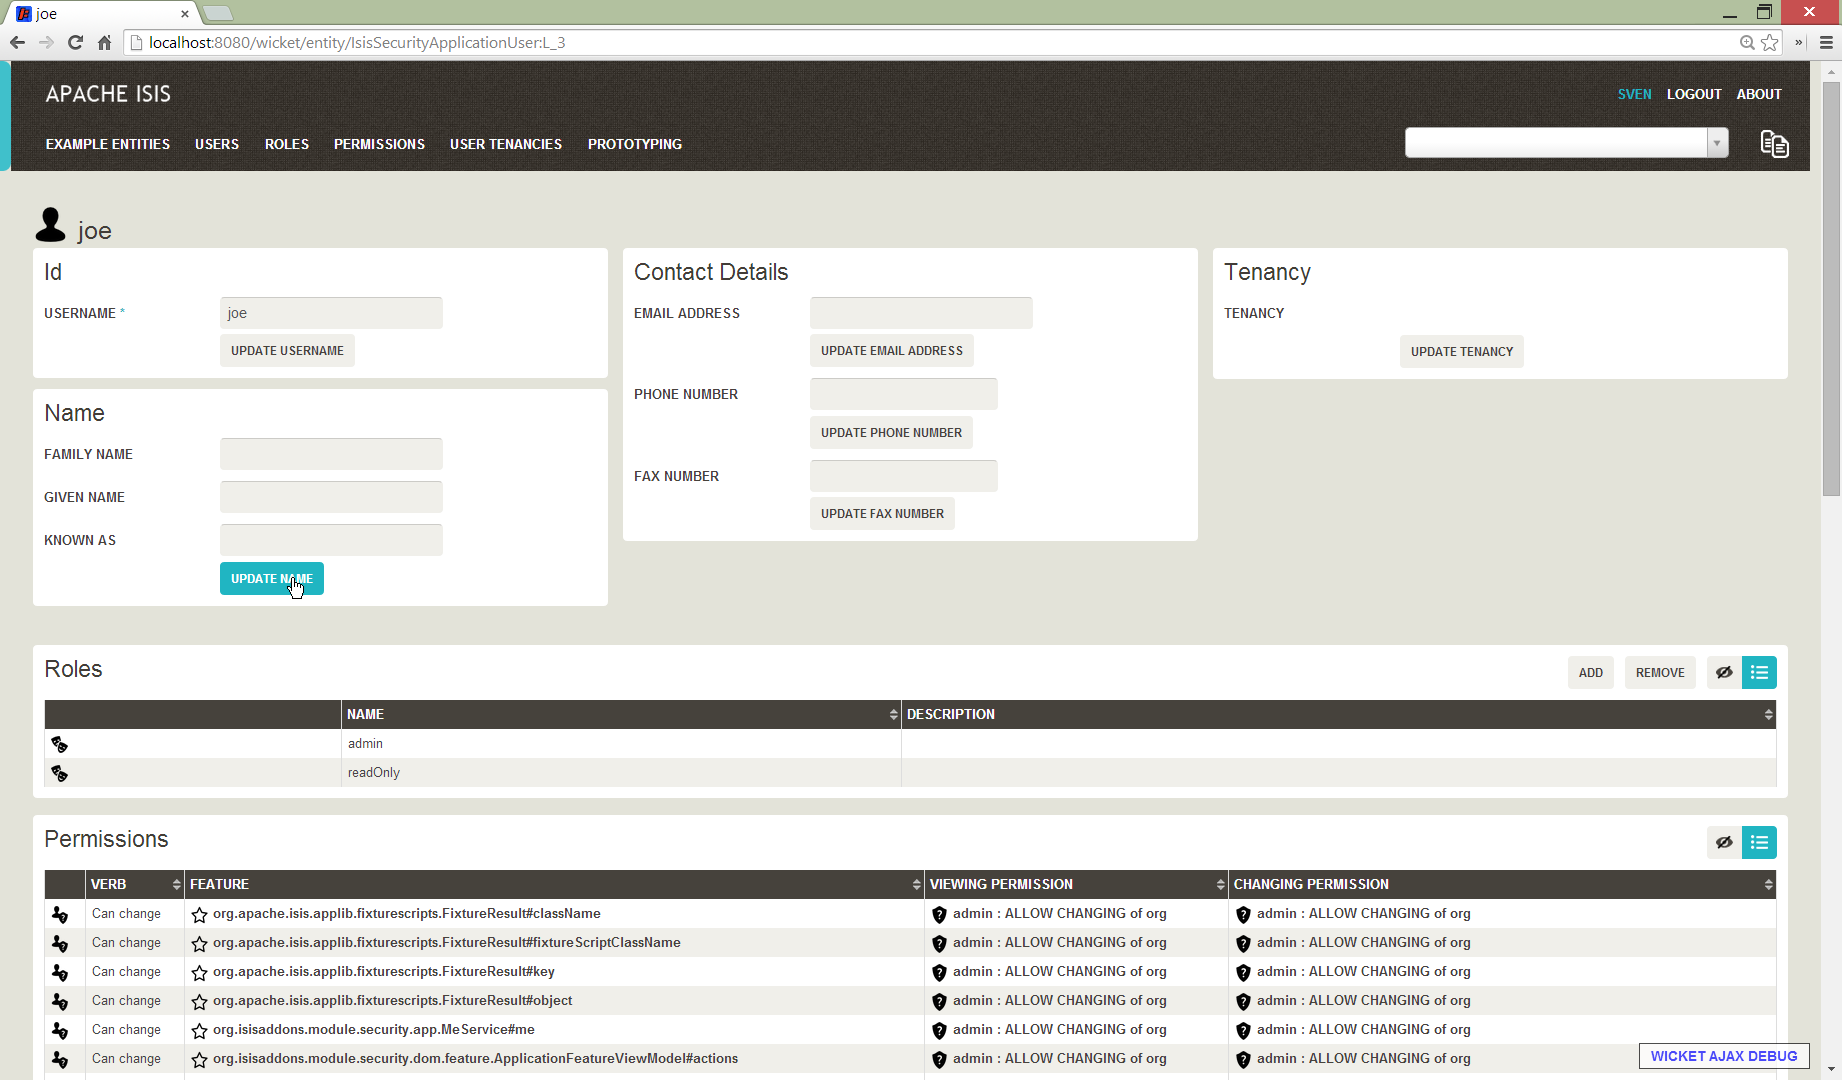 joe
localhost:8080/wicket/entity/IsisSecurityApplicationUser:L_3
APACHE ISIS
SVEN LOGOUT ABOUT
EXAMPLE ENTITIES USERS ROLES PERMISSIONS USER TENANCIES PROTOTYPING
joe
Id
USERNAME *
joe
UPDATE USERNAME
Name
FAMILY NAME
GIVEN NAME
KNOWN AS
UPDATE NAME
Contact Details
EMAIL ADDRESS
UPDATE EMAIL ADDRESS
PHONE NUMBER
UPDATE PHONE NUMBER
FAX NUMBER
UPDATE FAX NUMBER
Tenancy
TENANCY
UPDATE TENANCY
Roles
ADD REMOVE
NAME DESCRIPTION
admin
readOnly
Permissions
VERB FEATURE VIEWING PERMISSION CHANGING PERMISSION
Can change org.apache.isis.applib.fixturescripts.FixtureResult#className admin : ALLOW CHANGING of org admin : ALLOW CHANGING of org
Can change org.apache.isis.applib.fixturescripts.FixtureResult#fixtureScriptClassName admin : ALLOW CHANGING of org admin : ALLOW CHANGING of org
Can change org.apache.isis.applib.fixturescripts.FixtureResult#key admin : ALLOW CHANGING of org admin : ALLOW CHANGING of org
Can change org.apache.isis.applib.fixturescripts.FixtureResult#object admin : ALLOW CHANGING of org admin : ALLOW CHANGING of org
Can change org.isisaddons.module.security.app.MeService#me admin : ALLOW CHANGING of org admin : ALLOW CHANGING of org
Can change org.isisaddons.module.security.dom.feature.ApplicationFeatureViewModel#actions admin : ALLOW CHANGING of org admin : ALLOW CHANGING of org
WICKET AJAX DEBUG